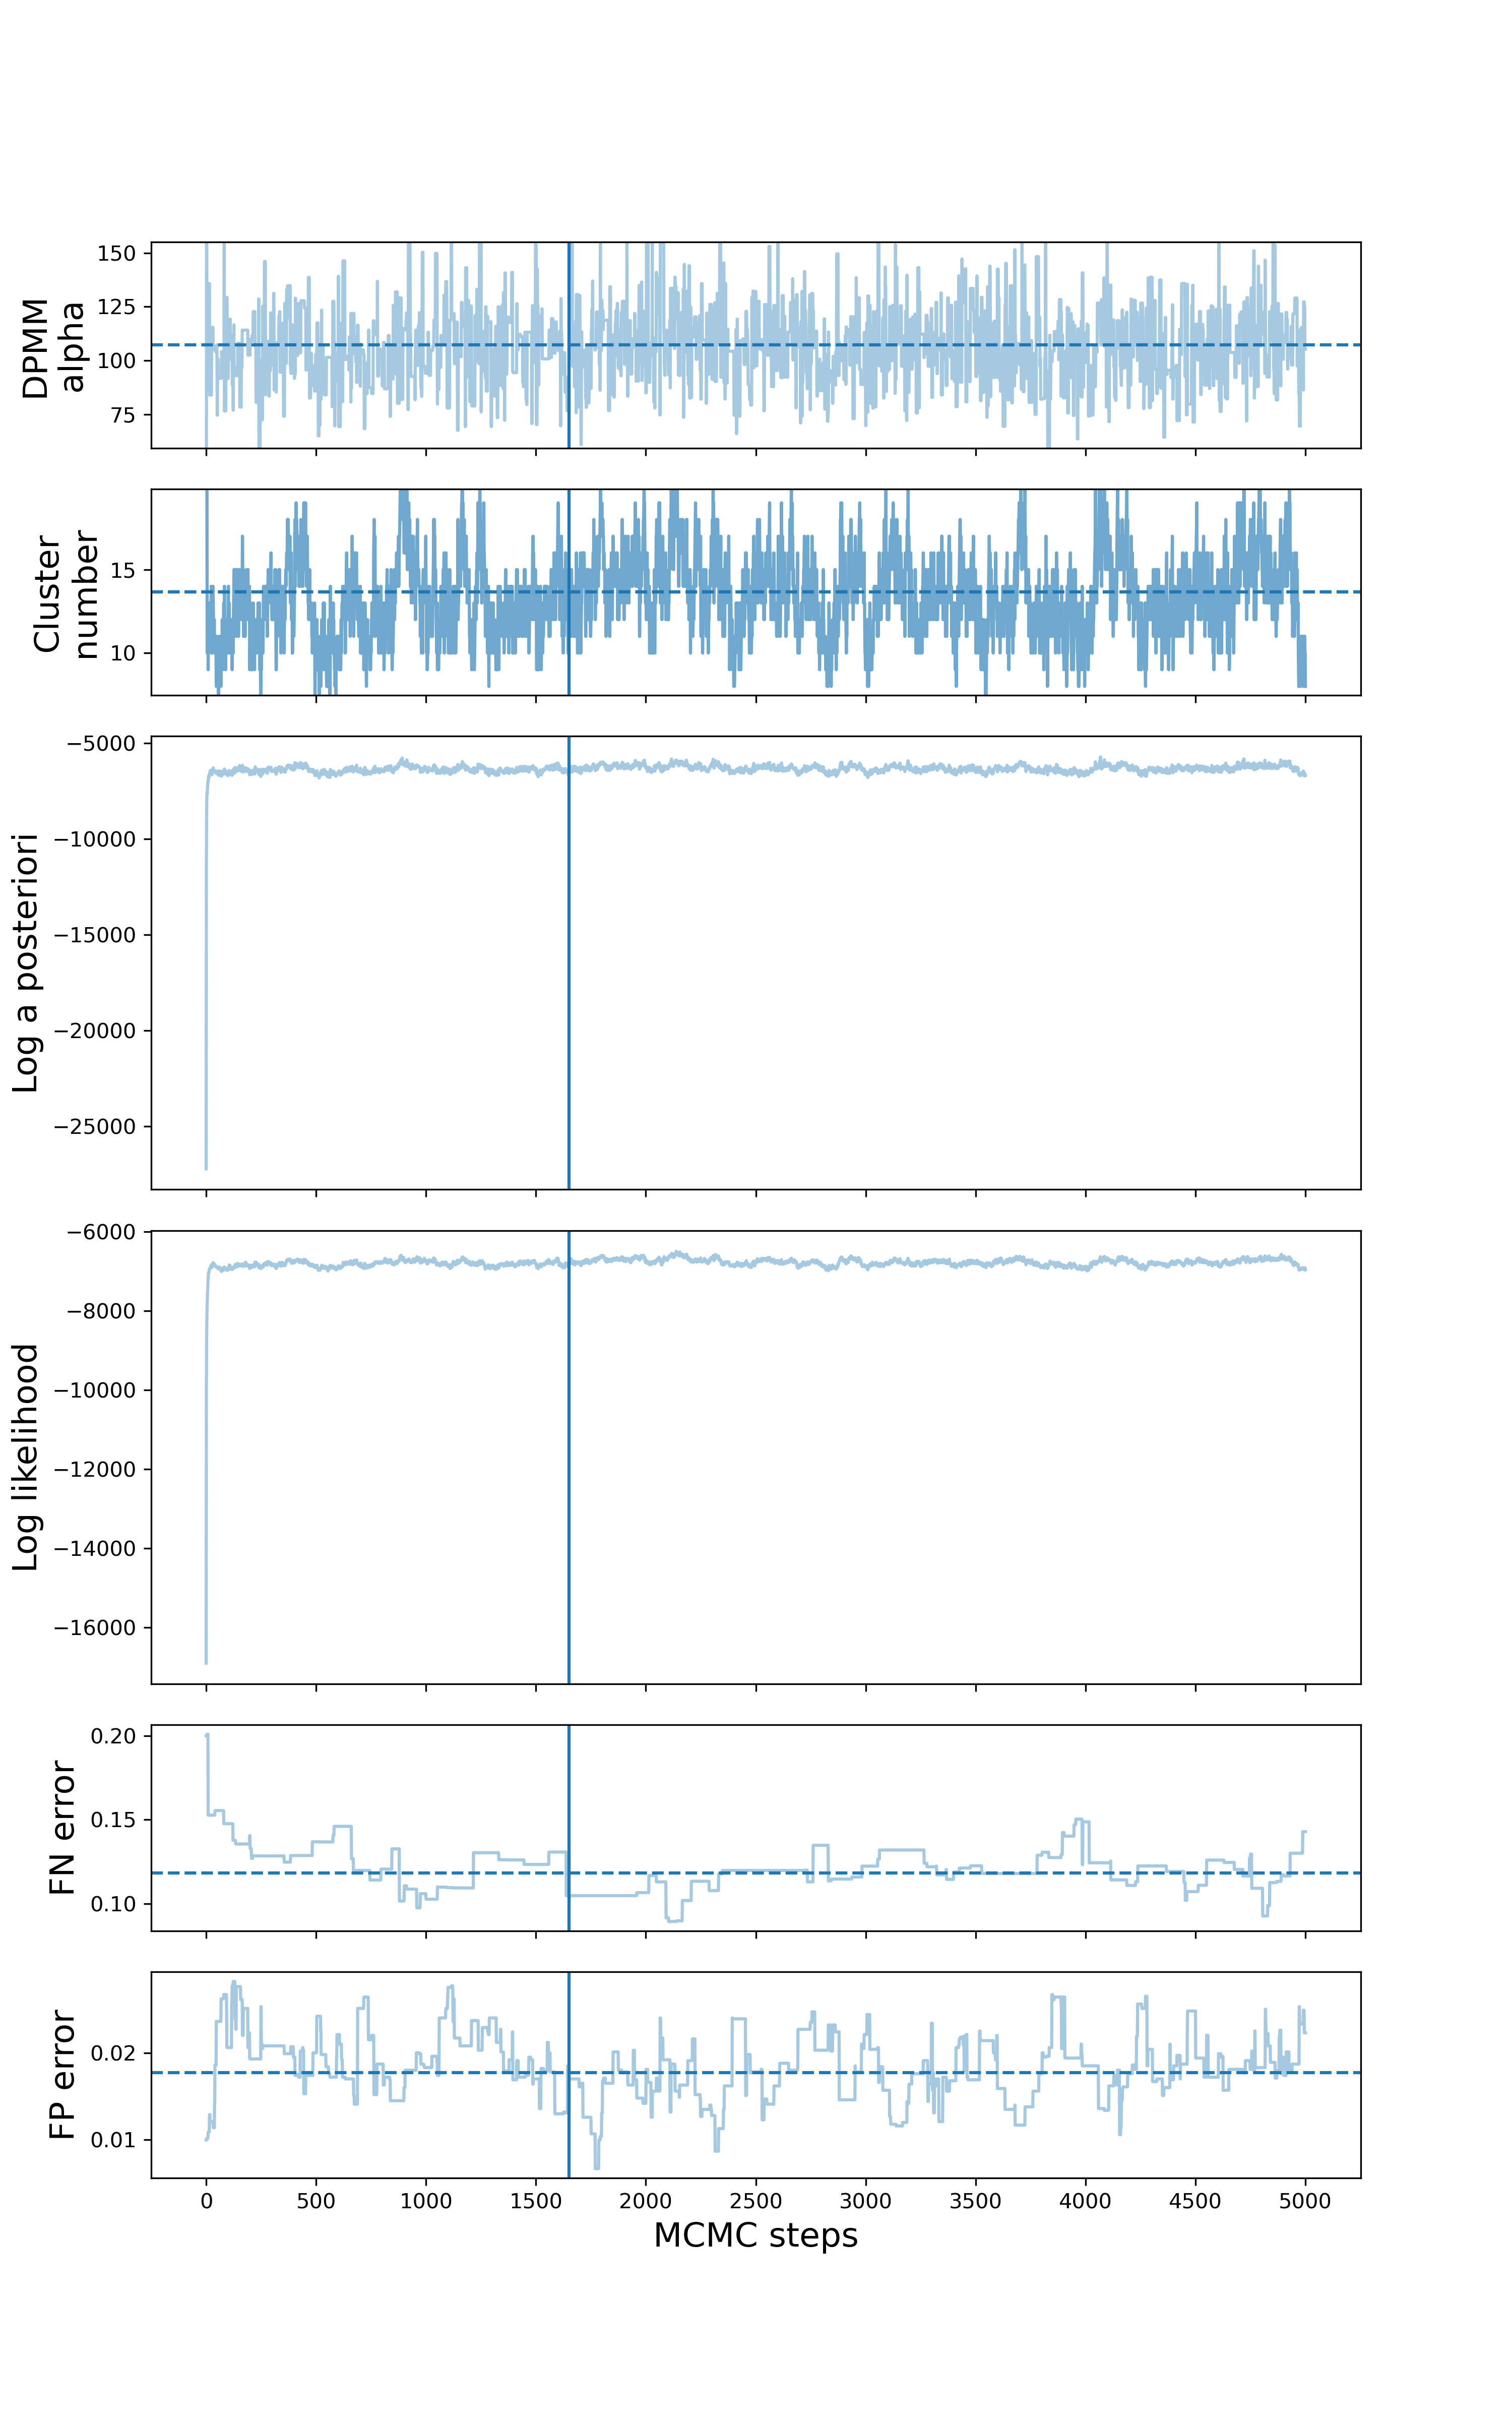 DPMM
alpha
150
125
100
75
Cluster
number
15
10
Log a posteriori
−5000
−10000
−15000
−20000
−25000
Log likelihood
−6000
−8000
−10000
−12000
−14000
−16000
FN error
0.20
0.15
0.10
FP error
0.02
0.01
0 500 1000 1500 2000 2500 3000 3500 4000 4500 5000
MCMC steps